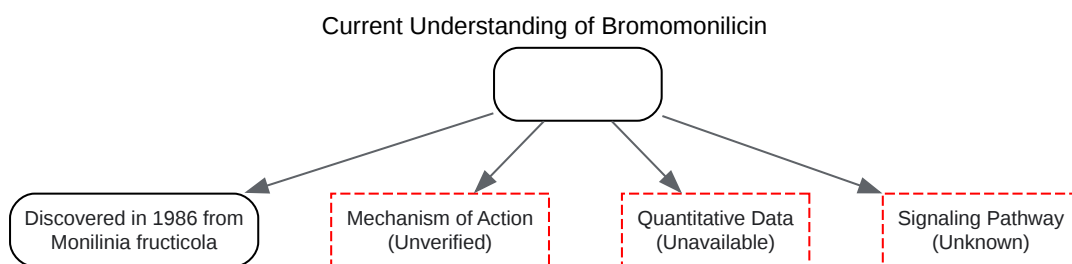 Current Understanding of Bromomonilicin
Discovered in 1986 from
Monilinia fructicola
Mechanism of Action
(Unverified)
Quantitative Data
(Unavailable)
Signaling Pathway
(Unknown)